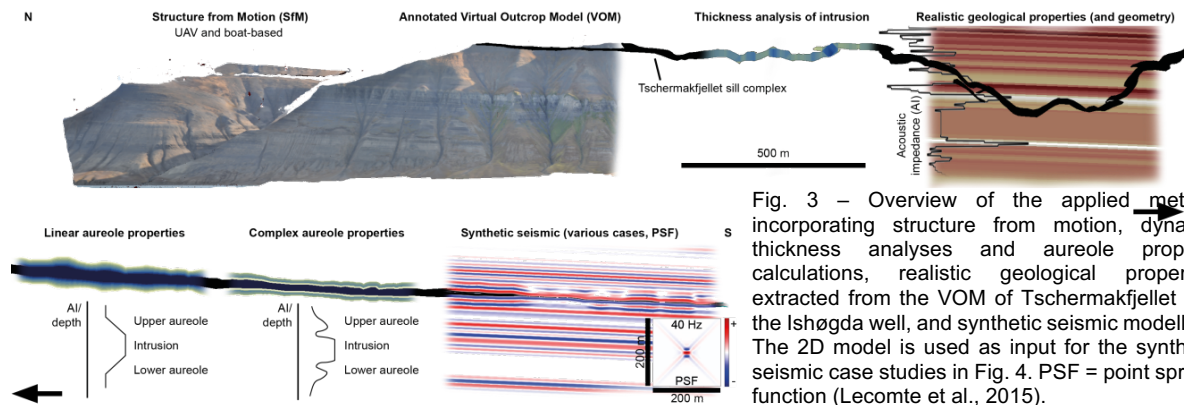 N
Structure from Motion (SfM)
UAV and boat-based
Annotated Virtual Outcrop Model (VOM)
Thickness analysis of intrusion
Realistic geological properties (and geometry)
Tschermakfjellet sill complex
500 m
Acoustic
impedance (AI)
Fig. 3 – Overview of the applied
incorporating structure from motion,
thickness analyses and aureole
calculations, realistic geological
extracted from the VOM of Tschermakfjellet
the Ishøgda well, and synthetic seismic
The 2D model is used as input for the
seismic case studies in Fig. 4. PSF = point
function (Lecomte et al., 2015).
Linear aureole properties
Complex aureole properties
Synthetic seismic (various cases, PSF)
S
AI/
depth
Upper aureole
Intrusion
Lower aureole
AI/
depth
Upper aureole
Intrusion
Lower aureole
200 m
40 Hz
PSF
200 m
+
-